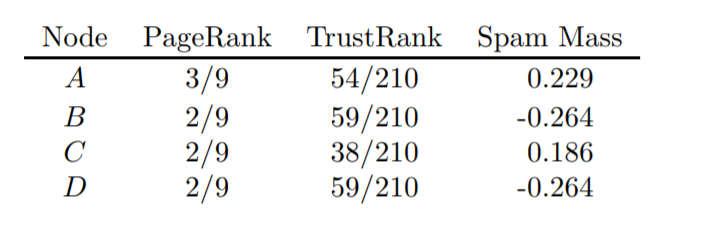 Node PageRank TrustRank Spam Mass
A 3/9 54/210 0.229
B 2/9 59/210 -0.264
C 2/9 38/210 0.186
D 2/9 59/210 -0.264